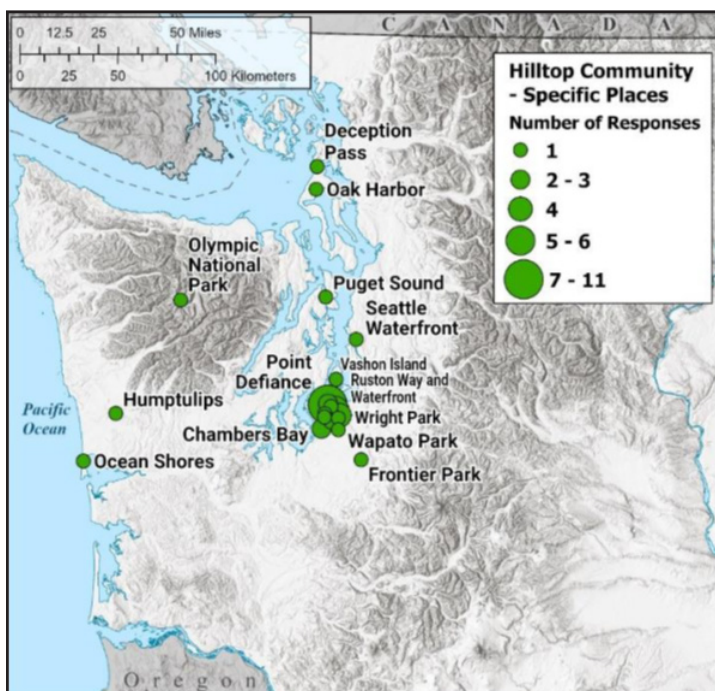 C A N A D A
0 12.5 25 50 Miles
0 25 50 100 Kilometers
Hilltop Community
- Specific Places
Number of Responses
1
2 - 3
4
5 - 6
7 - 11
Deception
Pass
Oak Harbor
Olympic
National
Park
Puget Sound
Seattle
Waterfront
Point
Defiance
Vashon Island
Ruston Way and
Waterfront
Humptulips
Wright Park
Pacific
Ocean
Chambers Bay
Wapato Park
Ocean Shores
Frontier Park
Oregon